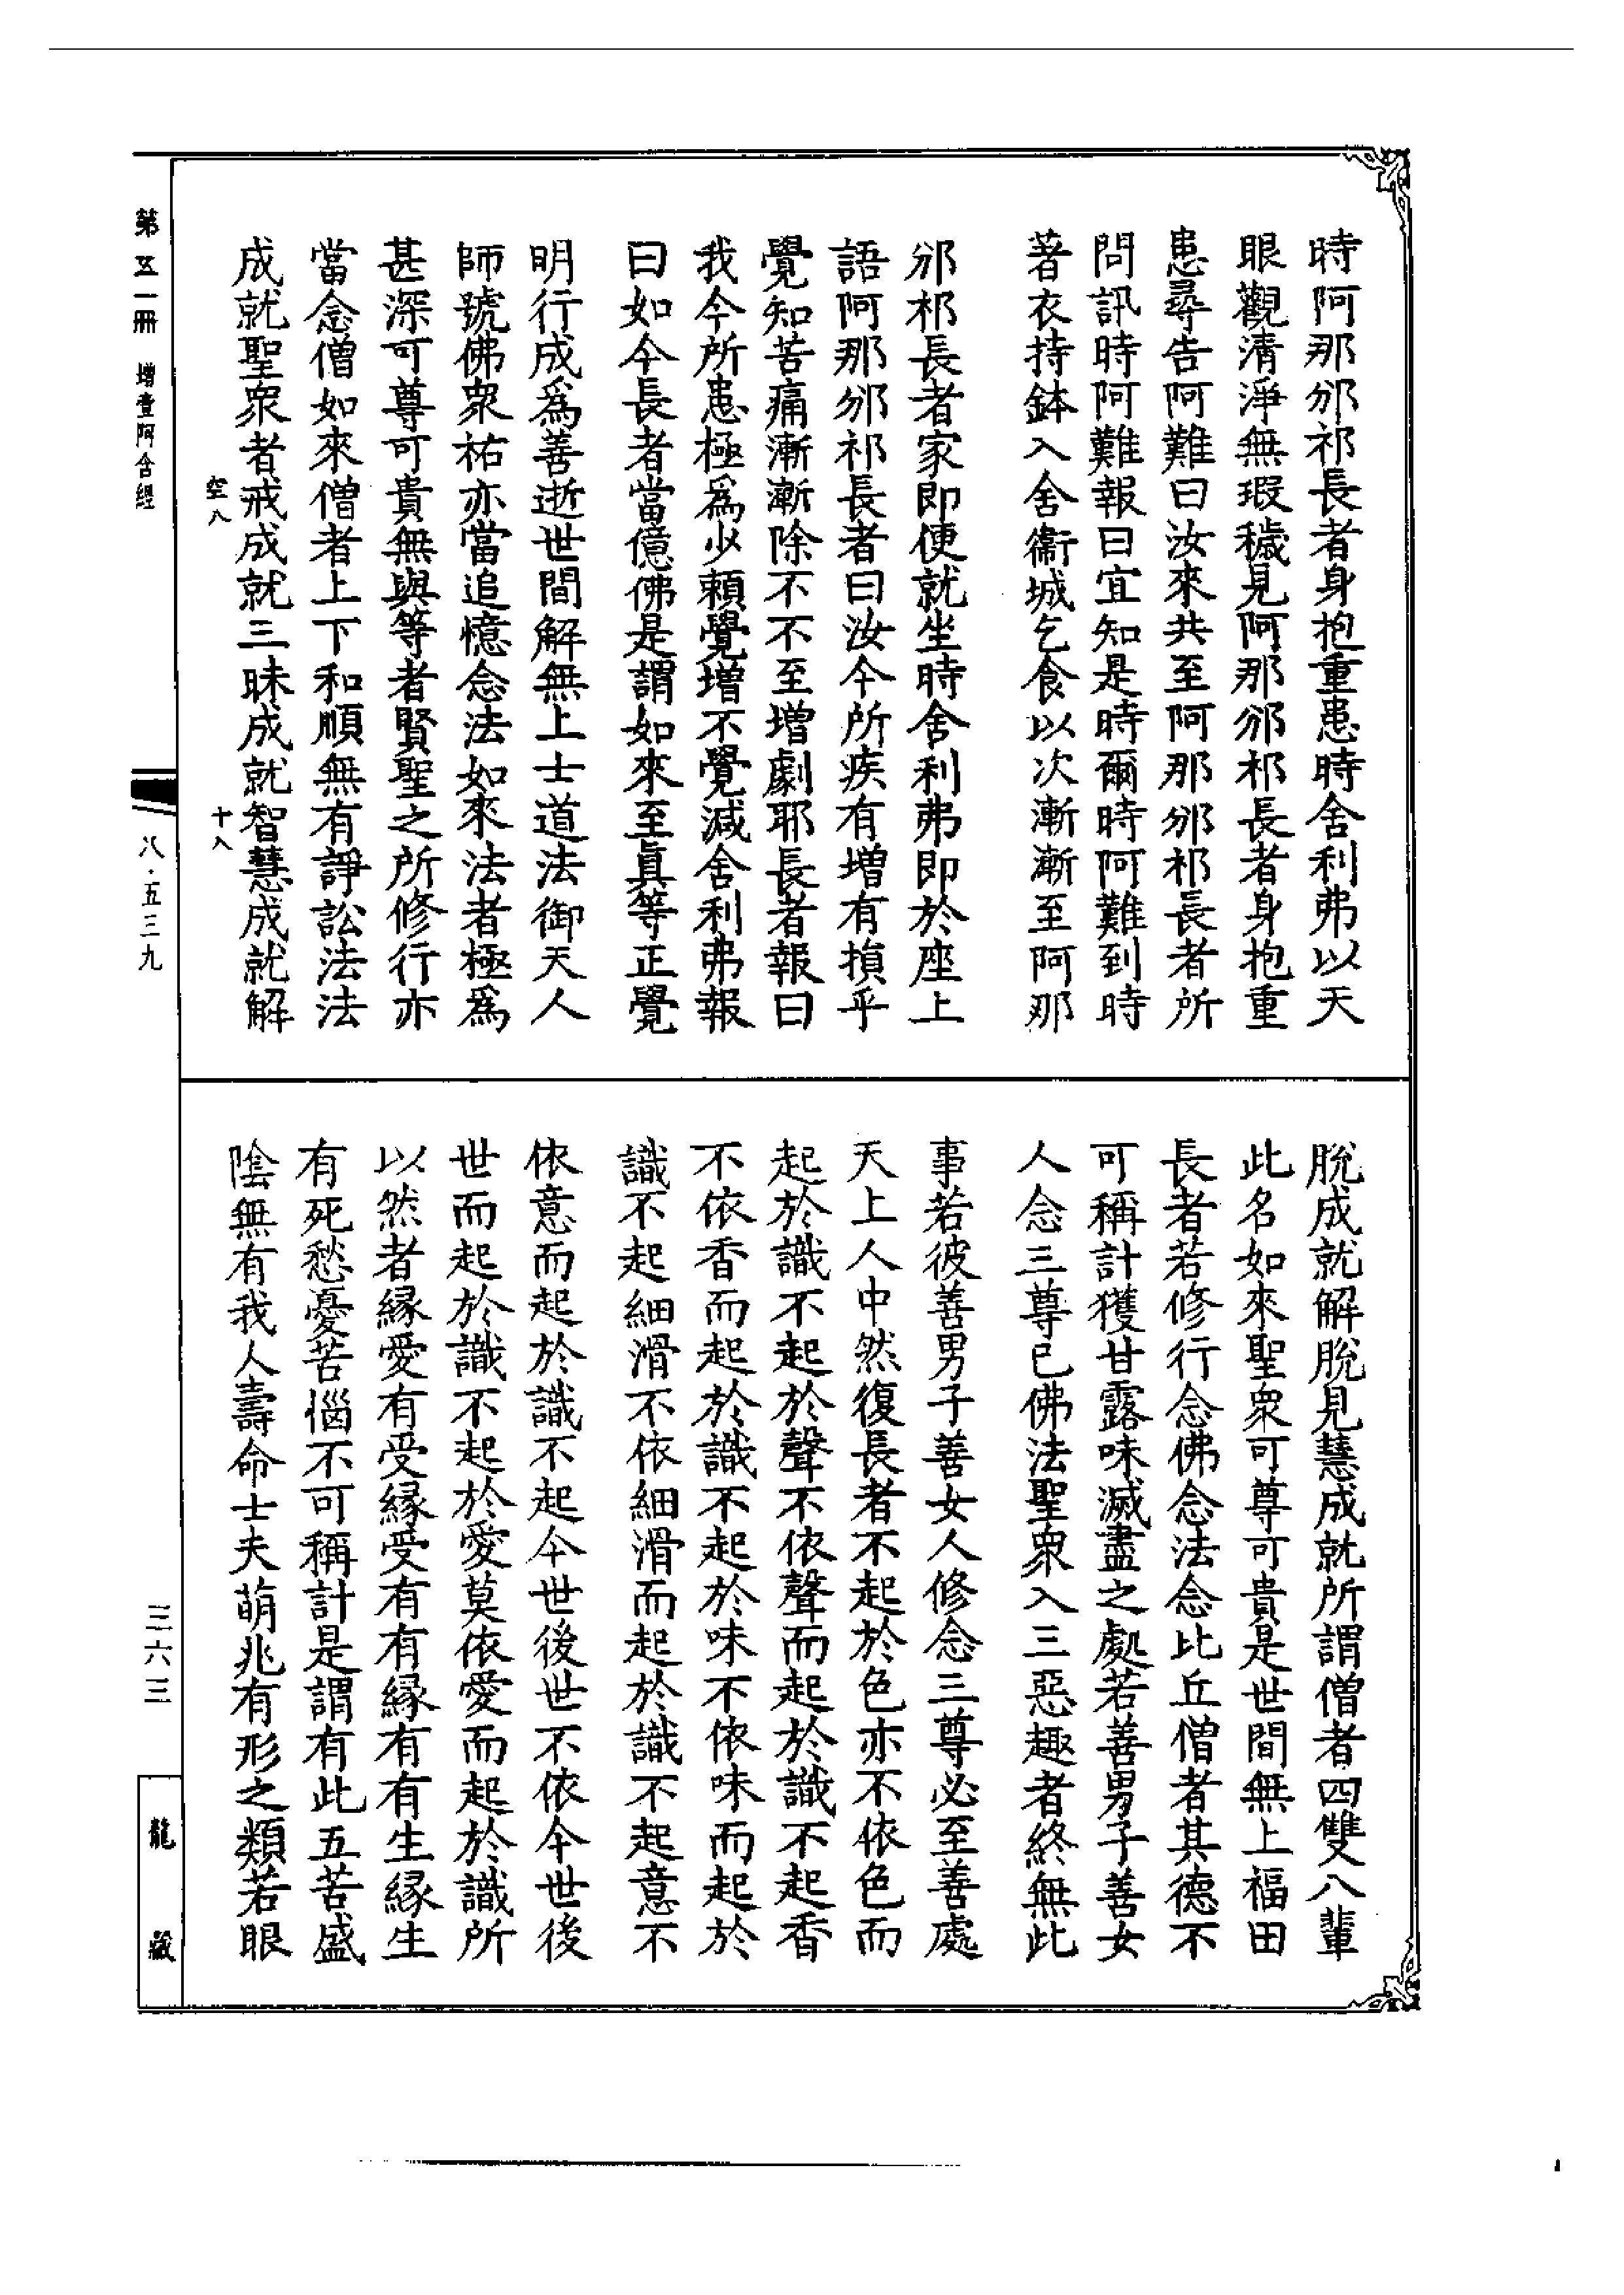 時阿那邠祁長者身抱重患時舍利弗以天
眼觀清淨無瑕穢見阿那邠祁長者身抱重
患尋告阿難曰汝來共至阿那邠祁長者所
問訊時阿難報曰宜知是時爾時阿難到時
著衣持鉢入舍衞城乞食以次漸漸至阿那
邠祁長者家即便就坐時舍利弗即於座上
語阿那邠祁長者曰汝今所疾有增有損乎
覺知苦痛漸漸除不不至增劇耶長者報曰
我今所患極爲少賴覺增不覺減舍利弗報
曰如今長者當億佛是謂如來至眞等正覺
明行成爲善逝世間解無上士道法御天人
師號佛衆祐亦當追憶念法如來法者極爲
甚深可尊可貴無與等者賢聖之所修行亦
當念僧如來僧者上下和順無有諍訟法法
成就聖衆者戒成就三昧成就智慧成就解
空八
十八
脫成就解脫見慧成就所謂僧者四雙八輩
此名如來聖衆可尊可貴是世間無上福田
長者若修行念佛念法念比丘僧者其德不
可稱計獲甘露味滅盡之處若善男子善女
人念三尊已佛法聖衆入三惡趣者終無此
事若彼善男子善女人修念三尊必至善處
天上人中然復長者不起於色亦不依色而
起於識不起於聲不依聲而起於識不起香
不依香而起於識不起於味不依味而起於
識不起細滑不依細滑而起於識不起意不
依意而起於識不起今世後世不依今世後
世而起於識不起於愛莫依愛而起於識所
以然者緣愛有受緣受有有緣有有生緣生
有死愁憂苦惱不可稱計是謂有此五苦盛
陰無有我人壽命士夫萌兆有形之類若眼
第五一冊 增壹阿含經
八·五三九
三六三
龍藏